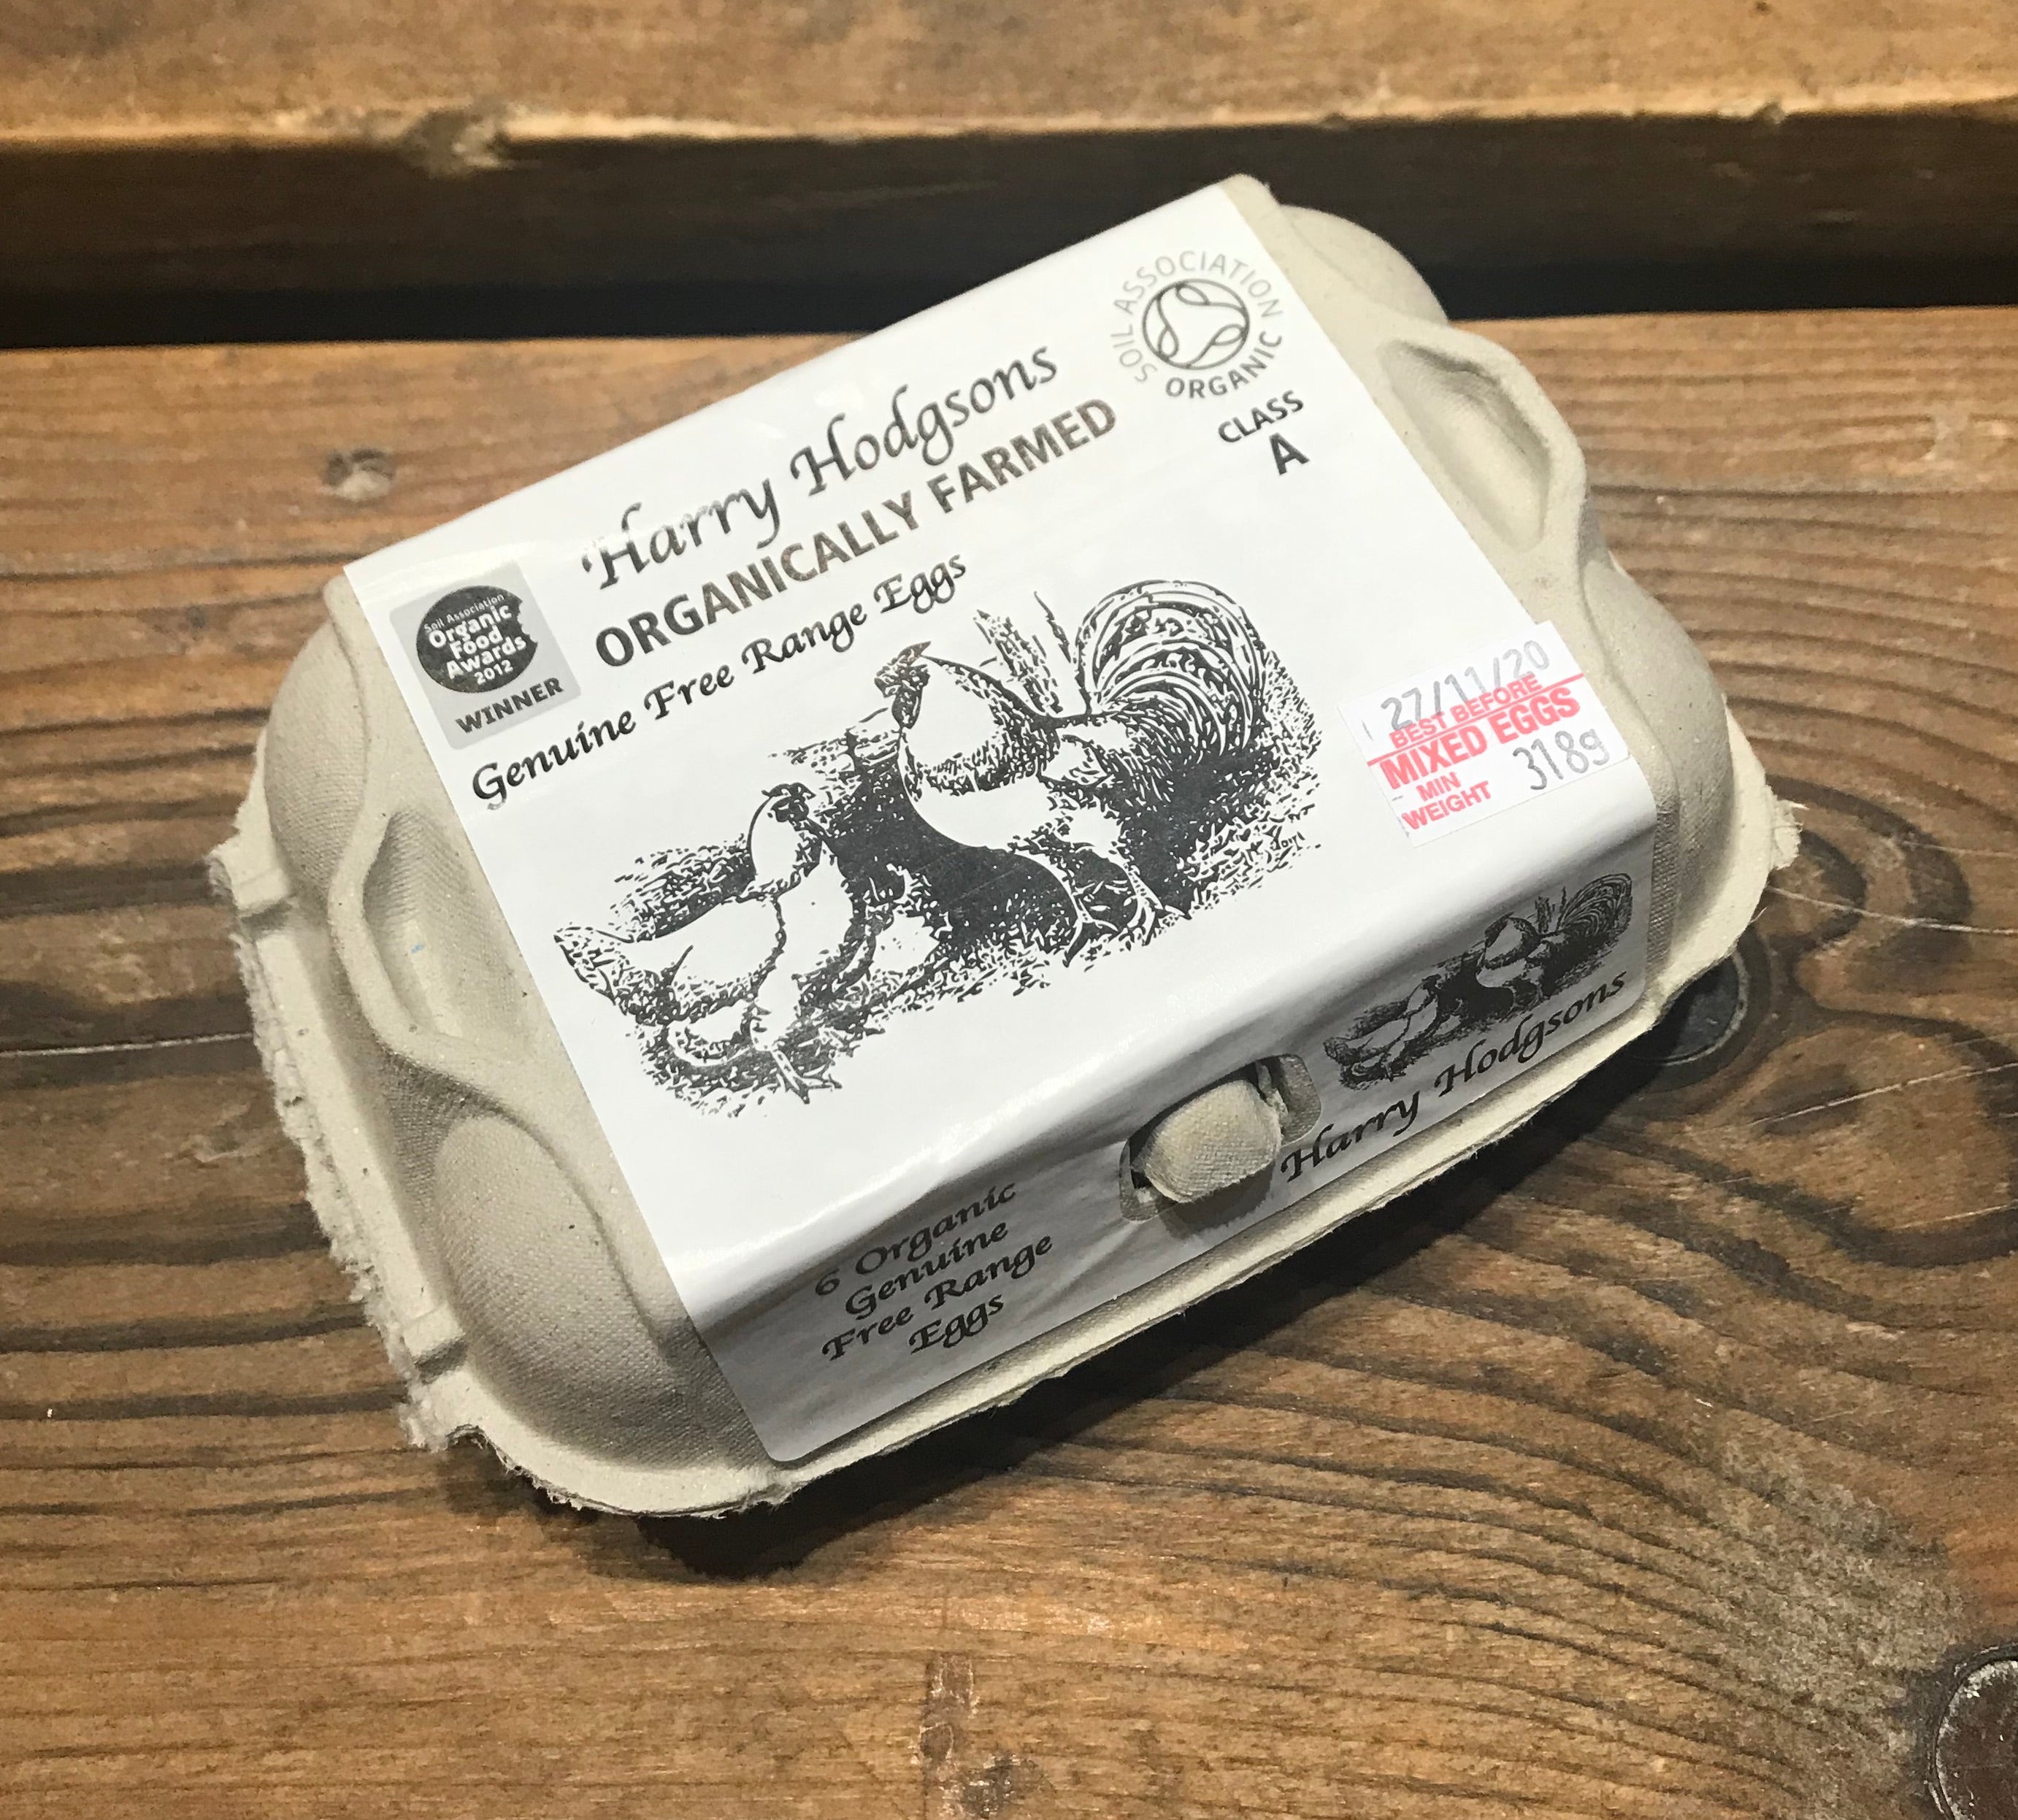 SOIL ASSOCIATION
ORGANIC
CLASS
A
Harry Hodgsons
ORGANICALLY FARMED
Genuine Free Range Eggs
Soil Association
Organic
Food
Awards
2012
WINNER
27/11/20
BEST BEFORE
MIXED EGGS
MIN
WEIGHT 318g
6 Organic
Genuine
Free Range
Eggs
Harry Hodgsons